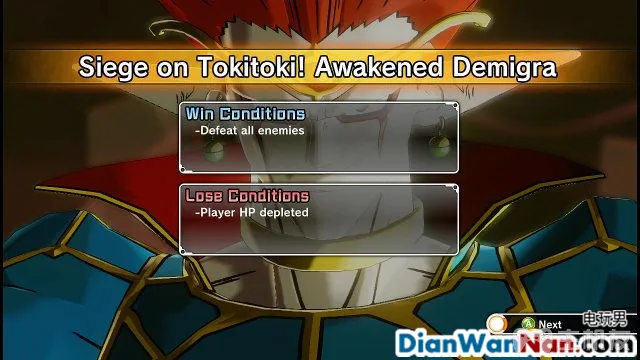 Siege on Tokitoki! Awakened Demigra
Win Conditions
-Defeat all enemies
Lose Conditions
-Player HP depleted
A Next
电玩男
DianWanNan.com